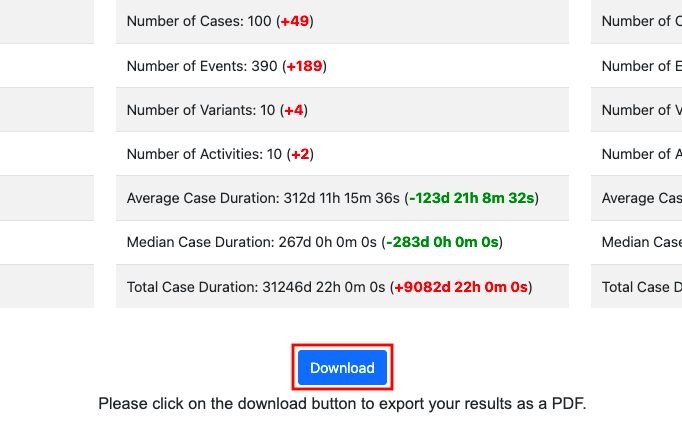 Number of Cases: 100 (+49)
Number of C
Number of Events: 390 (+189)
Number of E
Number of Variants: 10 (+4)
Number of V
Number of Activities: 10 (+2)
Number of A
Average Case Duration: 312d 11h 15m 36s (-123d 21h 8m 32s)
Average Cas
Median Case Duration: 267d 0h 0m 0s (-283d 0h 0m 0s)
Median Case
Total Case Duration: 31246d 22h 0m 0s (+9082d 22h 0m 0s)
Total Case D
Download
Please click on the download button to export your results as a PDF.